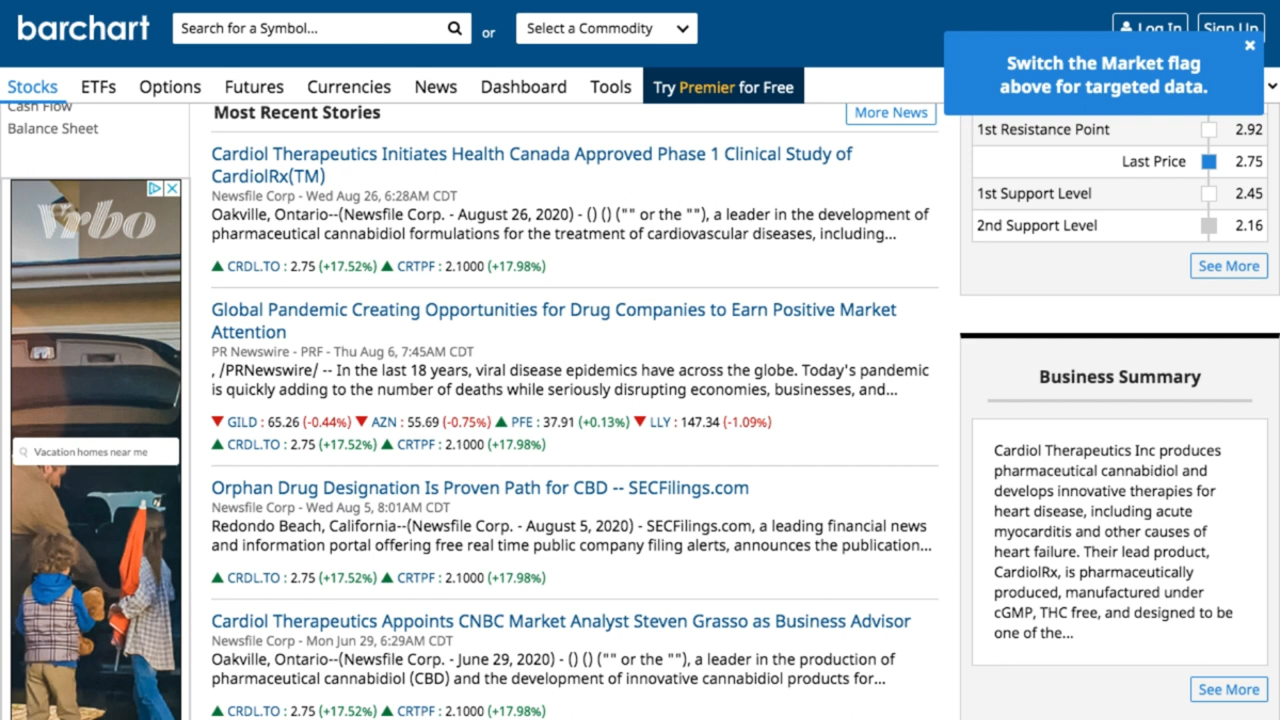 barchart
Search for a Symbol...
or
Select a Commodity
Log In
Sign Up
Switch the Market flag
above for targeted data.
Stocks ETFs Options Futures Currencies News Dashboard Tools Try Premier for Free
Cash Flow
Balance Sheet
Vrbo
Vacation homes near me
Most Recent Stories
More News
Cardiol Therapeutics Initiates Health Canada Approved Phase 1 Clinical Study of
CardiolRx(TM)
Newsfile Corp - Wed Aug 26, 6:28AM CDT
Oakville, Ontario--(Newsfile Corp. - August 26, 2020) - () () ("" or the ""), a leader in the development of
pharmaceutical cannabidiol formulations for the treatment of cardiovascular diseases, including...
CRDL.TO : 2.75 (+17.52%) CRTPF : 2.1000 (+17.98%)
Global Pandemic Creating Opportunities for Drug Companies to Earn Positive Market
Attention
PR Newswire - PRF - Thu Aug 6, 7:45AM CDT
, /PRNewswire/ -- In the last 18 years, viral disease epidemics have across the globe. Today's pandemic
is quickly adding to the number of deaths while seriously disrupting economies, businesses, and...
GILD : 65.26 (-0.44%) AZN : 55.69 (-0.75%) PFE : 37.91 (+0.13%) LLY : 147.34 (-1.09%)
CRDL.TO : 2.75 (+17.52%) CRTPF : 2.1000 (+17.98%)
Orphan Drug Designation Is Proven Path for CBD -- SECFilings.com
Newsfile Corp - Wed Aug 5, 8:01AM CDT
Redondo Beach, California--(Newsfile Corp. - August 5, 2020) - SECFilings.com, a leading financial news
and information portal offering free real time public company filing alerts, announces the publication...
CRDL.TO : 2.75 (+17.52%) CRTPF : 2.1000 (+17.98%)
Cardiol Therapeutics Appoints CNBC Market Analyst Steven Grasso as Business Advisor
Newsfile Corp - Mon Jun 29, 6:29AM CDT
Oakville, Ontario--(Newsfile Corp. - June 29, 2020) - () () ("" or the ""), a leader in the production of
pharmaceutical cannabidiol (CBD) and the development of innovative cannabidiol products for...
CRDL.TO : 2.75 (+17.52%) CRTPF : 2.1000 (+17.98%)
1st Resistance Point 2.92
Last Price 2.75
1st Support Level 2.45
2nd Support Level 2.16
See More
Business Summary
Cardiol Therapeutics Inc produces
pharmaceutical cannabidiol and
develops innovative therapies for
heart disease, including acute
myocarditis and other causes of
heart failure. Their lead product,
CardiolRx, is pharmaceutically
produced, manufactured under
cGMP, THC free, and designed to be
one of the...
See More